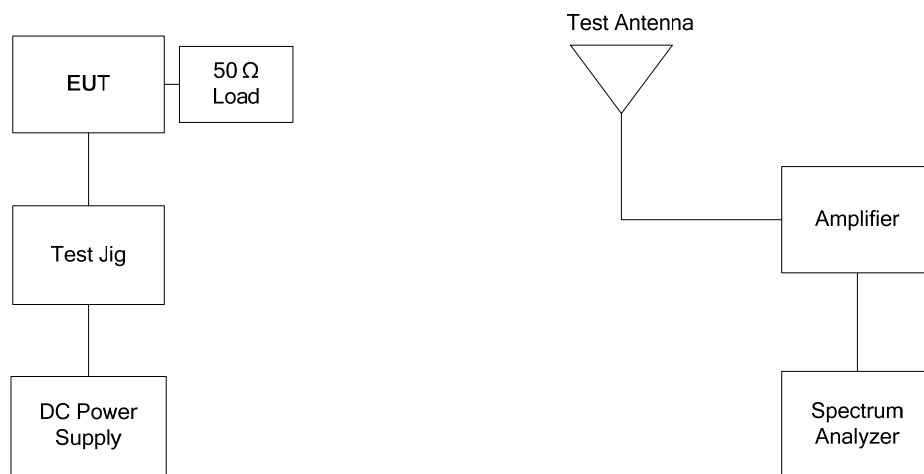 Test Antenna
EUT
50 Ω
Load
Amplifier
Test Jig
DC Power
Supply
Spectrum
Analyzer